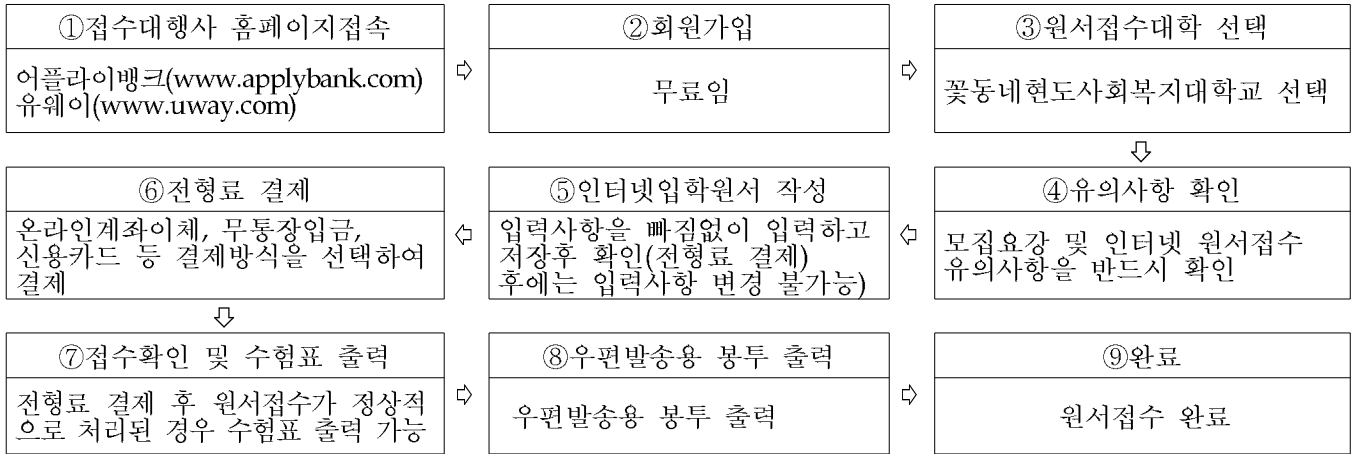 ①접수대행사 홈페이지접속
어플라이뱅크(www.applybank.com)
유웨이(www.uway.com)
⇨
②회원가입
무료임
⇨
③원서접수대학 선택
꽃동네현도사회복지대학교 선택
⇩
④유의사항 확인
모집요강 및 인터넷 원서접수
유의사항을 반드시 확인
⇦
⑤인터넷입학원서 작성
입력사항을 빠짐없이 입력하고
저장후 확인(전형료 결제)
후에는 입력사항 변경 불가능)
⇦
⑥전형료 결제
온라인계좌이체, 무통장입금,
신용카드 등 결제방식을 선택하여
결제
⇩
⑦접수확인 및 수험표 출력
전형료 결제 후 원서접수가 정상적
으로 처리된 경우 수험표 출력 가능
⇨
⑧우편발송용 봉투 출력
우편발송용 봉투 출력
⇨
⑨완료
원서접수 완료